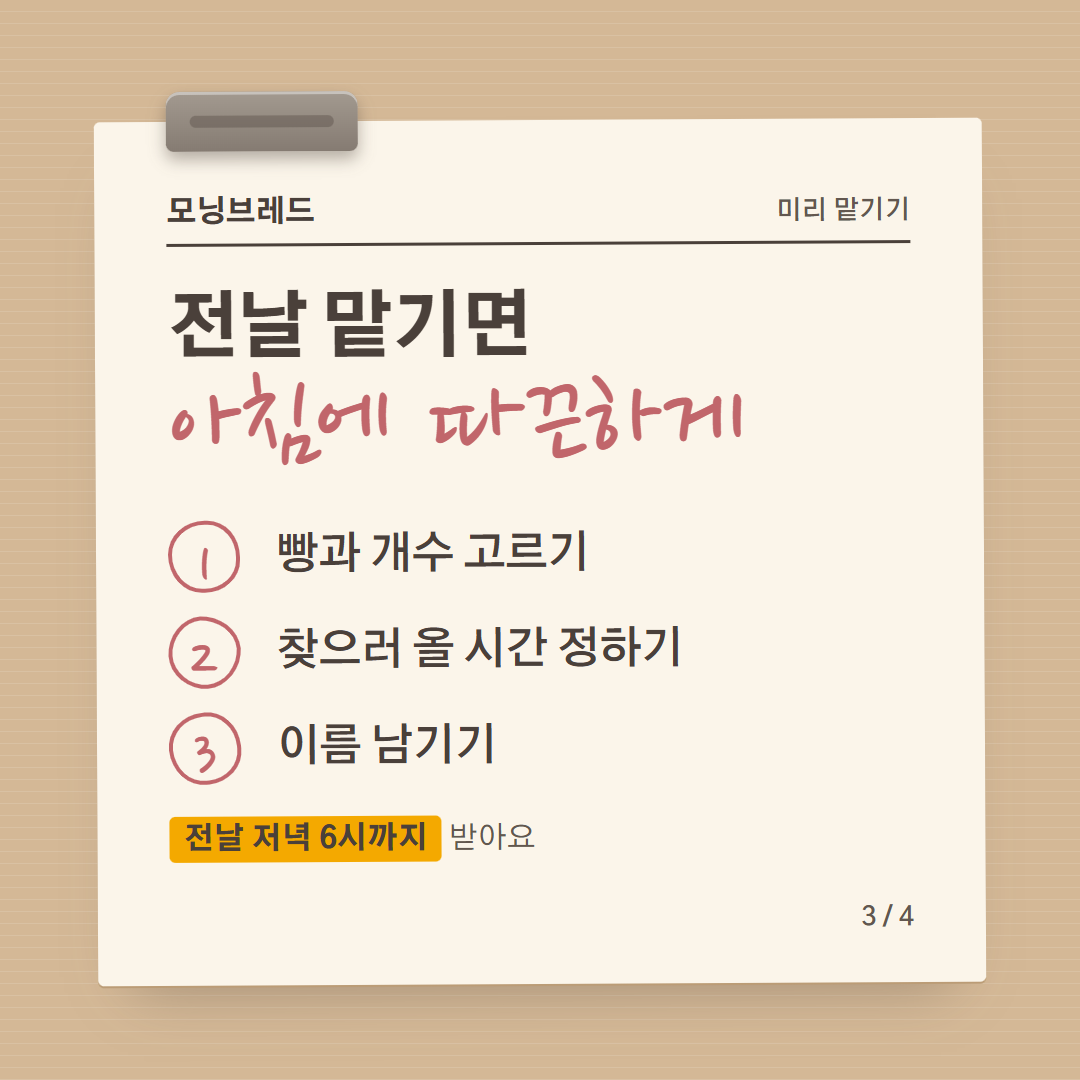 모닝브레드
미리 맡기기
전날 맡기면
아침에 따끈하게
1 빵과 개수 고르기
2 찾으러 올 시간 정하기
3 이름 남기기
전날 저녁 6시까지 받아요
3 / 4